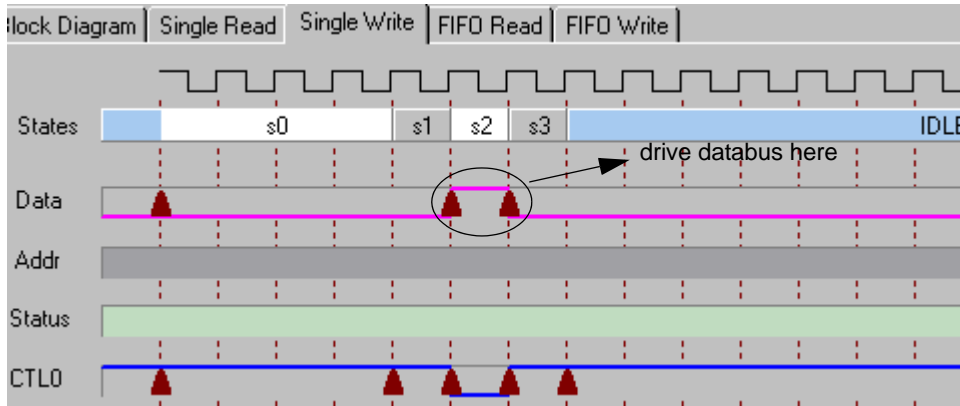 lock Diagram Single Read Single Write FIFO Read FIFO Write
States s0 s1 s2 s3 IDLE
drive databus here
Data
Addr
Status
CTL0